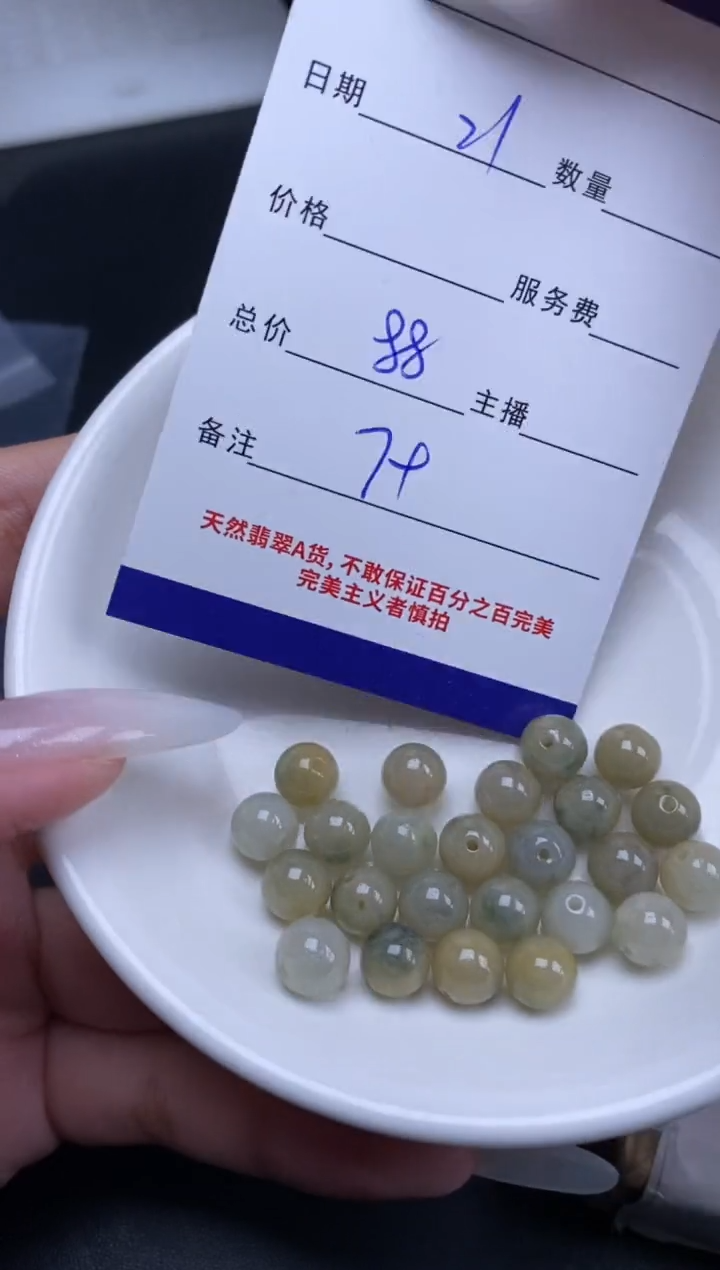 日期 21 数量
价格 服务费
总价 88 主播
备注 74
天然翡翠A货,不敢保证百分之百完美
完美主义者慎拍